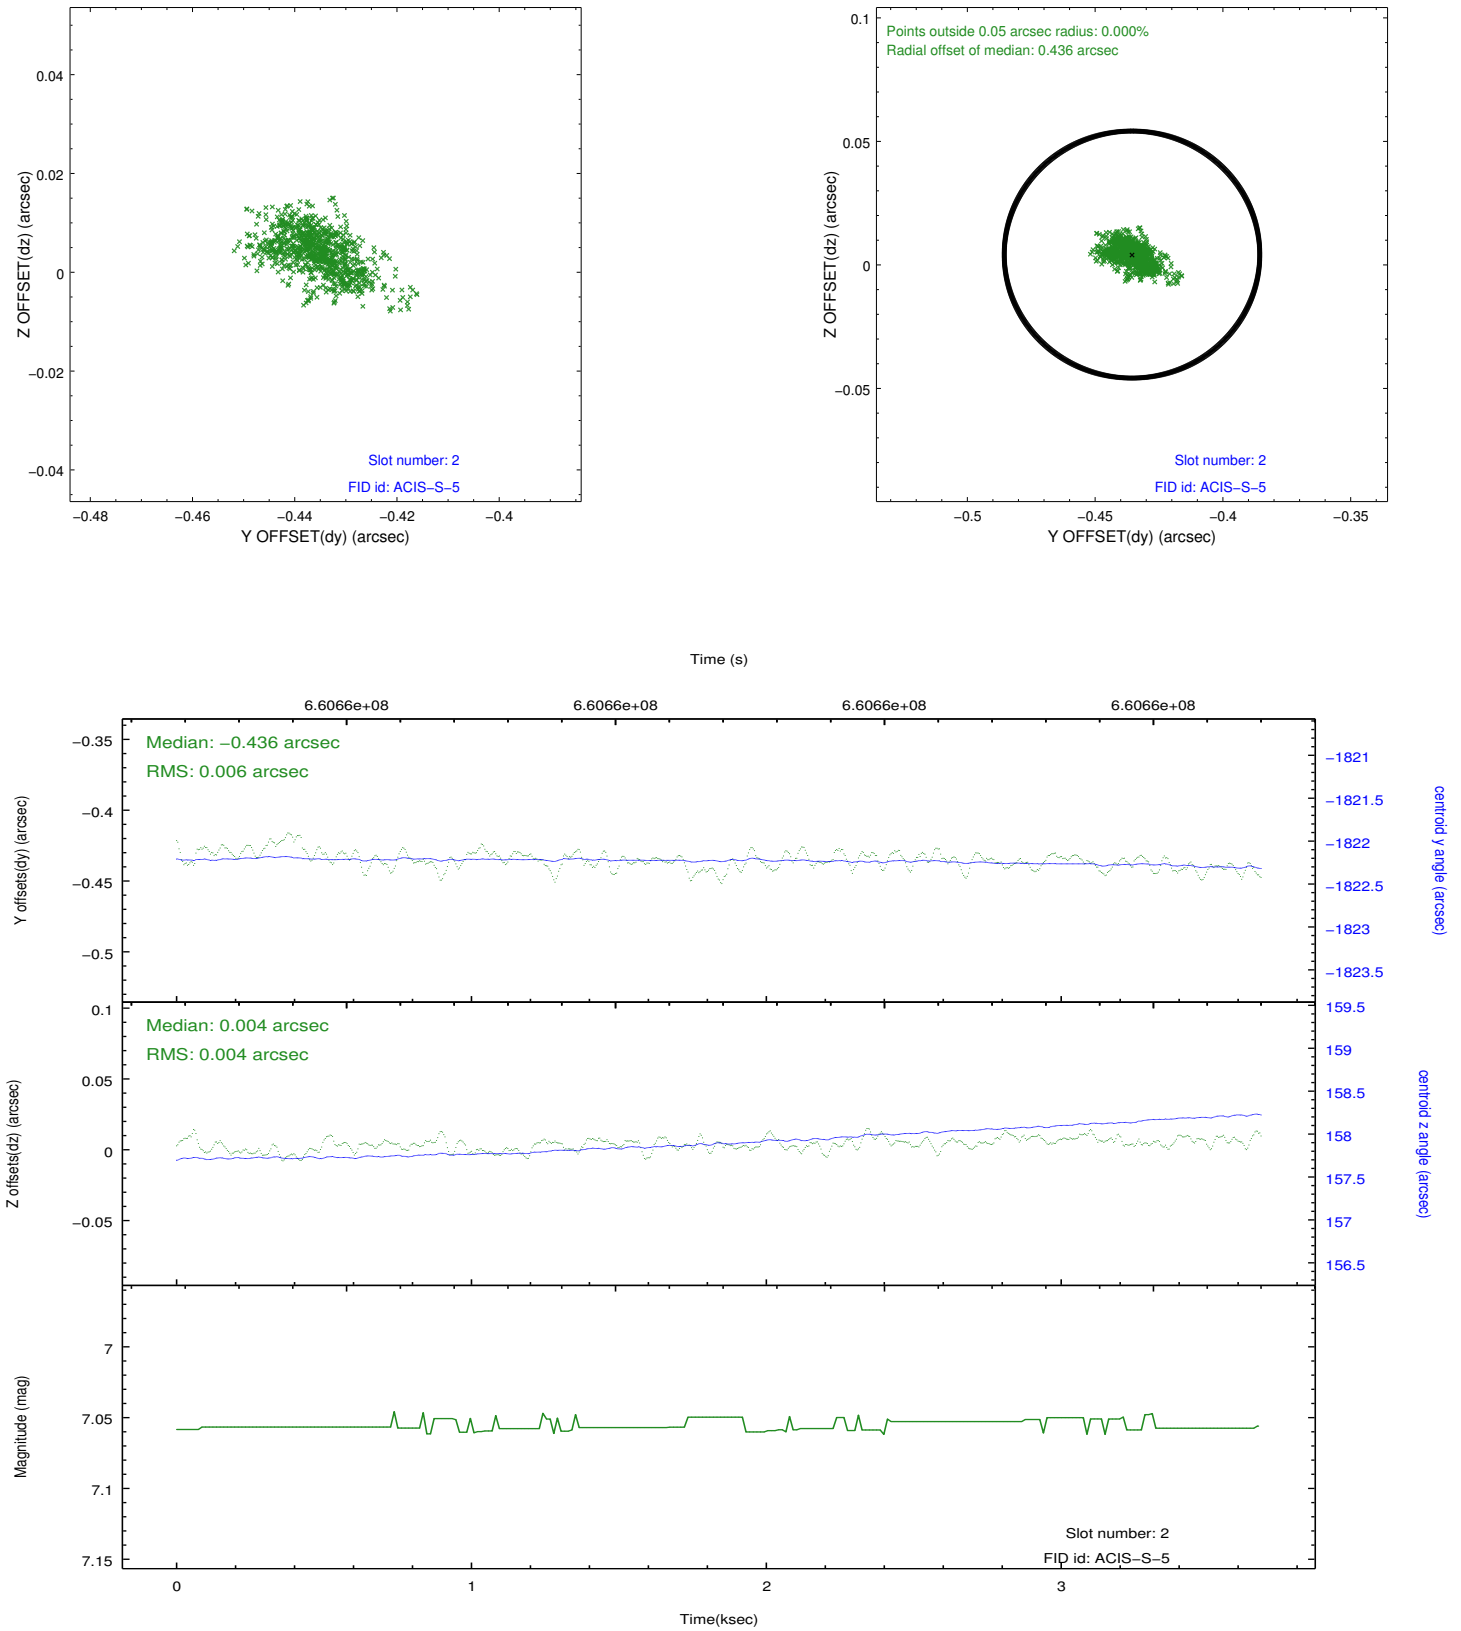 0.04
0.02
0
−0.02
−0.04
Z OFFSET(dz) (arcsec)
Slot number: 2
FID id: ACIS−S−5
−0.48 −0.46 −0.44 −0.42 −0.4
Y OFFSET(dy) (arcsec)
Points outside 0.05 arcsec radius: 0.000%
Radial offset of median: 0.436 arcsec
0.1
0.05
0
−0.05
Z OFFSET(dz) (arcsec)
Slot number: 2
FID id: ACIS−S−5
−0.5 −0.45 −0.4 −0.35
Y OFFSET(dy) (arcsec)
Time (s)
6.6066e+08 6.6066e+08 6.6066e+08 6.6066e+08
Median: −0.436 arcsec
RMS: 0.006 arcsec
−0.35
−0.4
−0.45
−0.5
Y offsets(dy) (arcsec)
−1821
−1821.5
−1822
−1822.5
−1823
−1823.5
centroid y angle (arcsec)
Median: 0.004 arcsec
RMS: 0.004 arcsec
0.1
0.05
0
−0.05
Z offsets(dz) (arcsec)
159.5
159
158.5
158
157.5
157
156.5
centroid z angle (arcsec)
7
7.05
7.1
7.15
Magnitude (mag)
Slot number: 2
FID id: ACIS−S−5
0 1 2 3
Time(ksec)